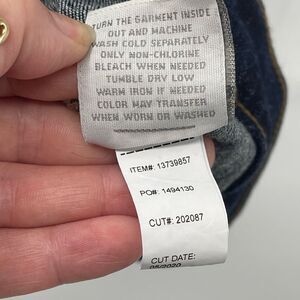 TURN THE GARMENT INSIDE
OUT AND MACHINE
WASH COLD SEPARATELY
ONLY NON-CHLORINE
BLEACH WHEN NEEDED
TUMBLE DRY LOW
WARM IRON IF NEEDED
COLOR MAY TRANSFER
WHEN WORN OR WASHED
ITEM#: 13739857
PO#: 1494130
CUT#: 202087
CUT DATE:
05/2020